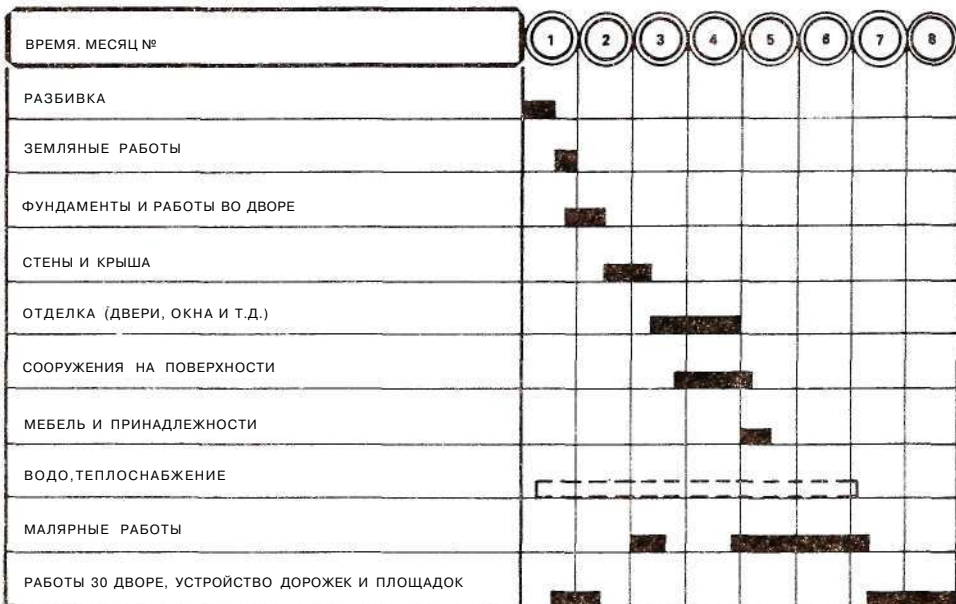 ВРЕМЯ. МЕСЯЦ № 1 2 3 4 5 6 7 8
РАЗБИВКА
ЗЕМЛЯНЫЕ РАБОТЫ
ФУНДАМЕНТЫ И РАБОТЫ ВО ДВОРЕ
СТЕНЫ И КРЫША
ОТДЕЛКА (ДВЕРИ, ОКНА И Т.Д.)
СООРУЖЕНИЯ НА ПОВЕРХНОСТИ
МЕБЕЛЬ И ПРИНАДЛЕЖНОСТИ
ВОДО,ТЕПЛОСНАБЖЕНИЕ
МАЛЯРНЫЕ РАБОТЫ
РАБОТЫ 30 ДВОРЕ, УСТРОЙСТВО ДОРОЖЕК И ПЛОЩАДОК